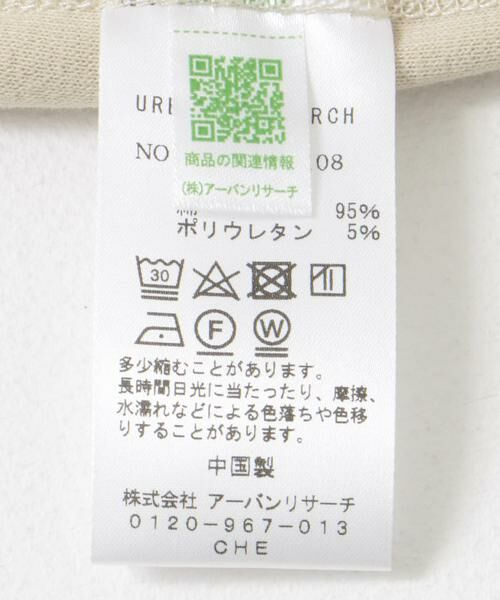 商品の関連情報
(株)アーバンリサーチ
URB RCH
NO 08
綿 95%
ポリウレタン 5%
30
F
W
多少縮むことがあります。
長時間日光に当たったり、摩擦、
水濡れなどによる色落ちや色移
りすることがあります。
中国製
株式会社 アーバンリサーチ
0120-967-013
CHE